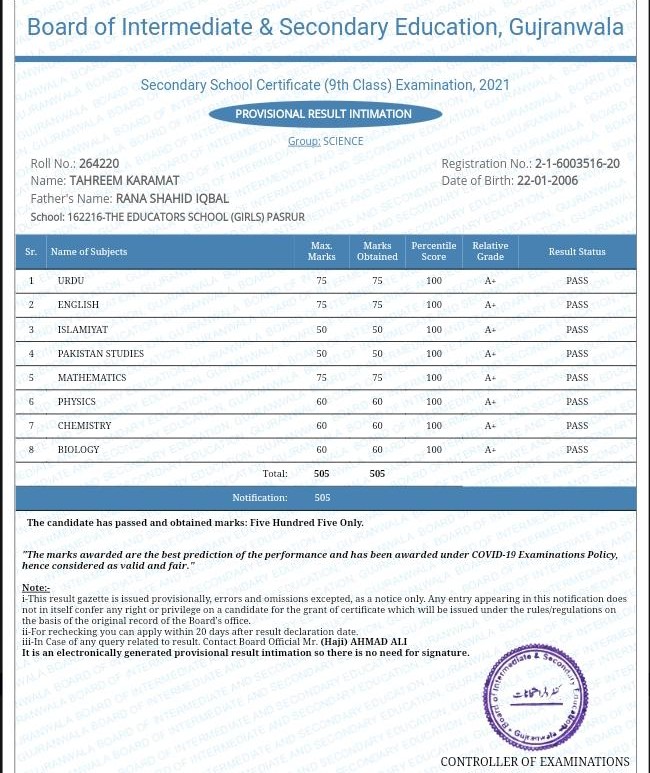 Board of Intermediate & Secondary Education, Gujranwala
Secondary School Certificate (9th Class) Examination, 2021
PROVISIONAL RESULT INTIMATION
Group: SCIENCE
Roll No.: 264220 Registration No.: 2-1-6003516-20
Name: TAHREEM KARAMAT Date of Birth: 22-01-2006
Father's Name: RANA SHAHID IQBAL
School: 162216-THE EDUCATORS SCHOOL (GIRLS) PASRUR
Sr. Name of Subjects Max. Marks Marks Obtained Percentile Score Relative Grade Result Status
1 URDU 75 75 100 A+ PASS
2 ENGLISH 75 75 100 A+ PASS
3 ISLAMIYAT 50 50 100 A+ PASS
4 PAKISTAN STUDIES 50 50 100 A+ PASS
5 MATHEMATICS 75 75 100 A+ PASS
6 PHYSICS 60 60 100 A+ PASS
7 CHEMISTRY 60 60 100 A+ PASS
8 BIOLOGY 60 60 100 A+ PASS
Total: 505 505
Notification: 505
The candidate has passed and obtained marks: Five Hundred Five Only.
"The marks awarded are the best prediction of the performance and has been awarded under COVID-19 Examinations Policy,
hence considered as valid and fair."
Note:-
i-This result gazette is issued provisionally, errors and omissions excepted, as a notice only. Any entry appearing in this notification does
not in itself confer any right or privilege on a candidate for the grant of certificate which will be issued under the rules/regulations on
the basis of the original record of the Board's office.
ii-For rechecking you can apply within 20 days after result declaration date.
iii-In Case of any query related to result. Contact Board Official Mr. (Haji) AHMAD ALI
It is an electronically generated provisional result intimation so there is no need for signature.
Board of Intermediate & Secondary Education
Gujranwala
CONTROLLER OF EXAMINATIONS